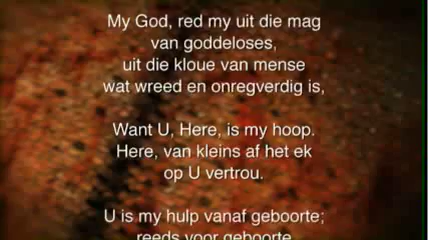 My God, red my uit die mag
van goddeloses,
uit die kloue van mense
wat wreed en onregverdig is,
Want U, Here, is my hoop.
Here, van kleins af het ek
op U vertrou.
U is my hulp vanaf geboorte;
reeds voor geboorte